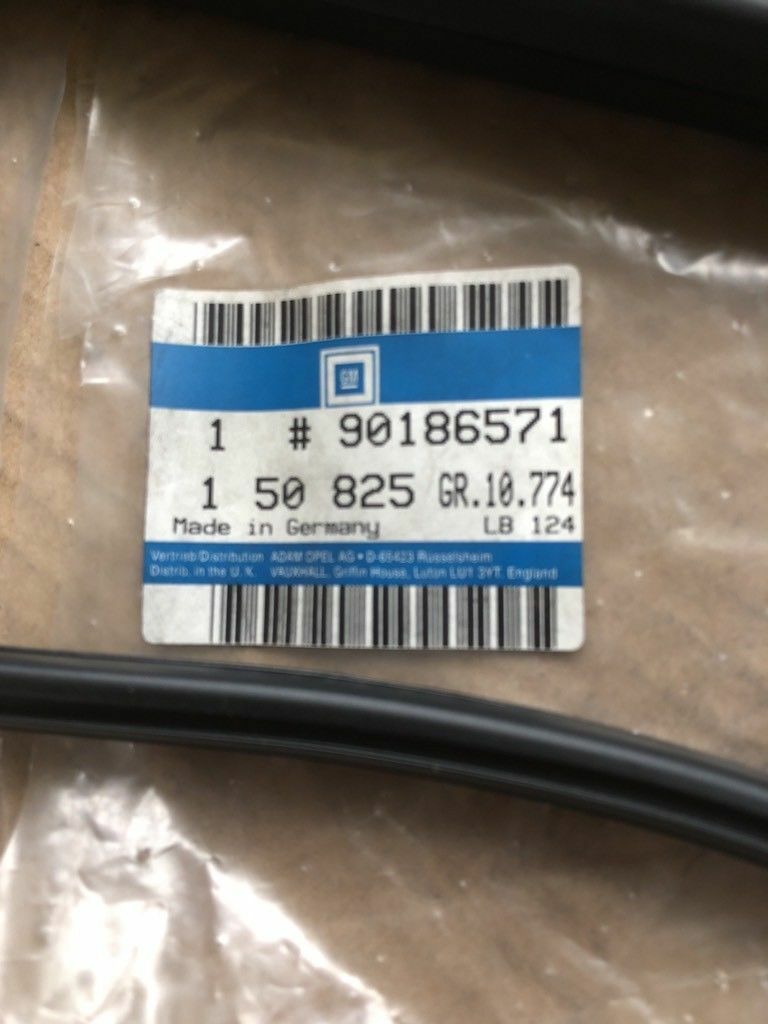 GM
1 # 90186571
1 50 825 GR.10.774
Made in Germany LB 124
Vertrieb/Distribution ADAM OPEL AG • D-65423 Rüsselsheim
Distrib. in the U. K. VAUXHALL, Griffin House, Luton LU1 3YT, England